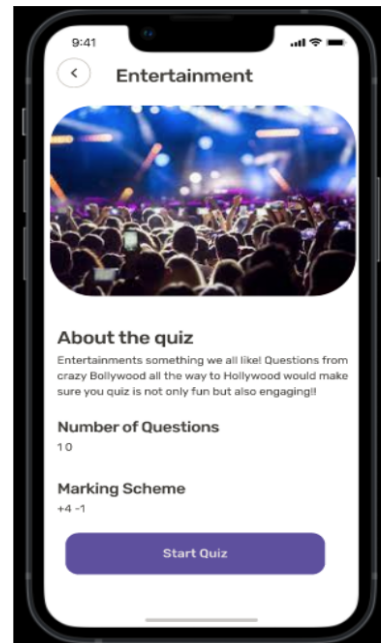 9:41
Entertainment
About the quiz
Entertainments something we all like! Questions from
crazy Bollywood all the way to Hollywood would make
sure you quiz is not only fun but also engaging!!
Number of Questions
10
Marking Scheme
+4 -1
Start Quiz